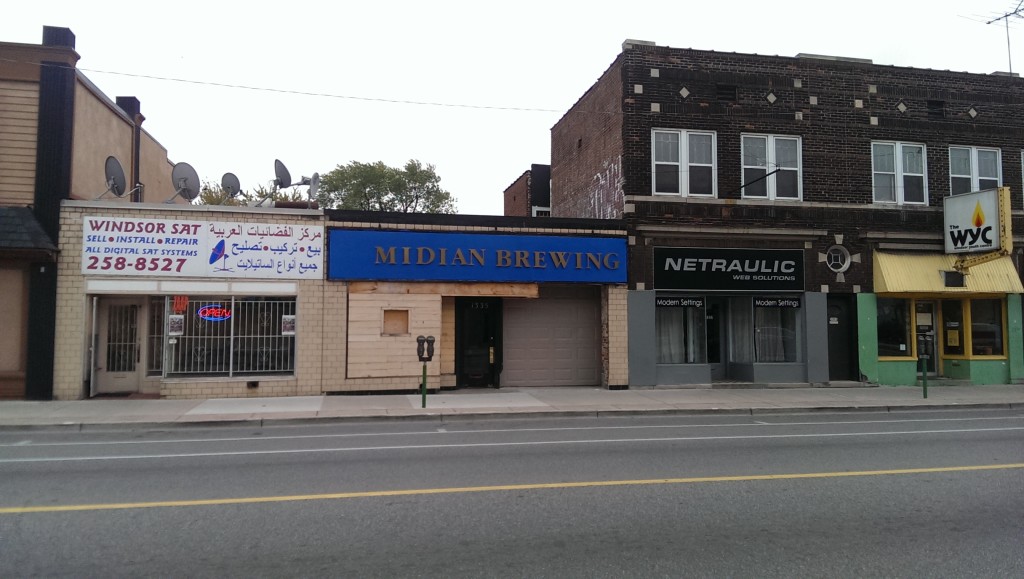 WINDSOR SAT
SELL • INSTALL • REPAIR
ALL DIGITAL SAT SYSTEMS
258-8527
مركز الفضائيات العربية
بيع • تركيب • تصليح
جميع أنواع الستيلايت
OPEN
MIDIAN BREWING
NETRAULIC
WEB SOLUTIONS
Modern Settings
Modern Settings
The
WYC